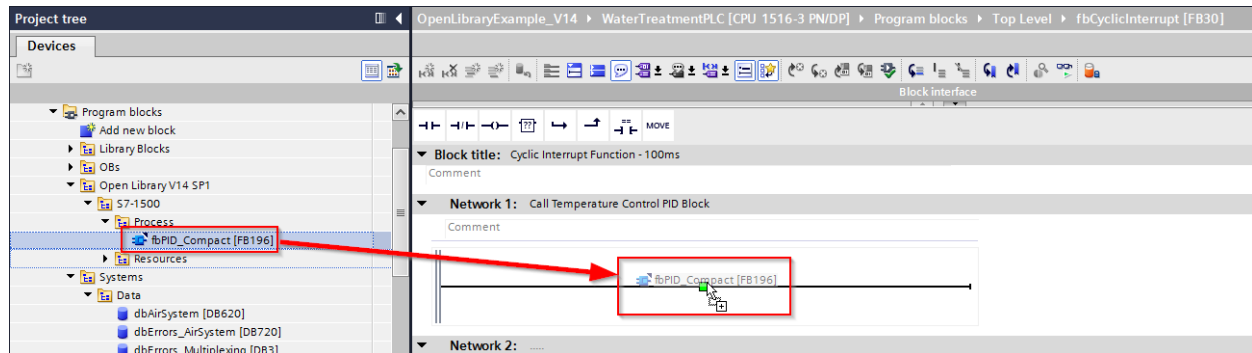 Project tree
OpenLibraryExample_V14 ▸ WaterTreatmentPLC [CPU 1516-3 PN/DP] ▸ Program blocks ▸ Top Level ▸ fbCyclicInterrupt [FB30]
Devices
Block interface
Program blocks
Add new block
Library Blocks
OBs
Open Library V14 SP1
S7-1500
Process
fbPID_Compact [FB196]
Resources
Systems
Data
dbAirSystem [DB620]
dbErrors_AirSystem [DB720]
dbErrors_Multiplexing [DB3]
??
MOVE
Block title: Cyclic Interrupt Function - 100ms
Comment
Network 1: Call Temperature Control PID Block
Comment
fbPID_Compact [FB196]
Network 2: .....